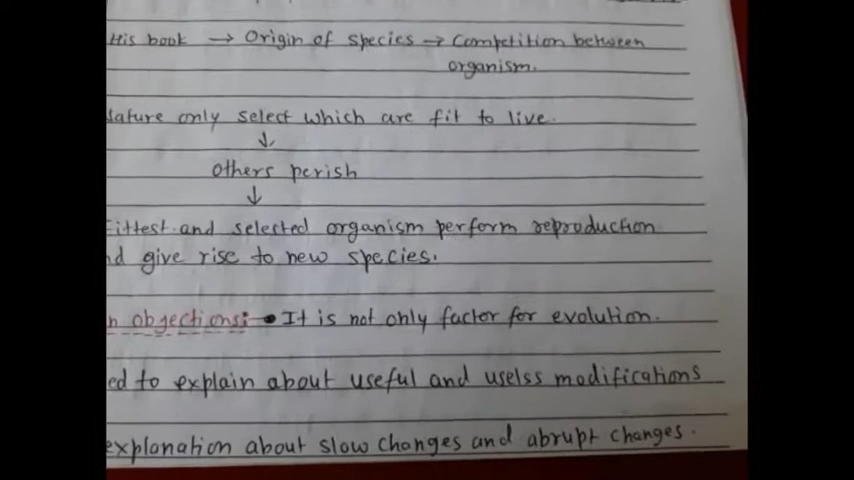 His book → Origin of species → Competition between
organism.
Nature only select which are fit to live.
↓
others perish
↓
Fittest and selected organism perform reproduction
nd give rise to new species.
n obgections:- • It is not only factor for evolution.
ed to explain about useful and uselss modifications
explanation about slow changes and abrupt changes.